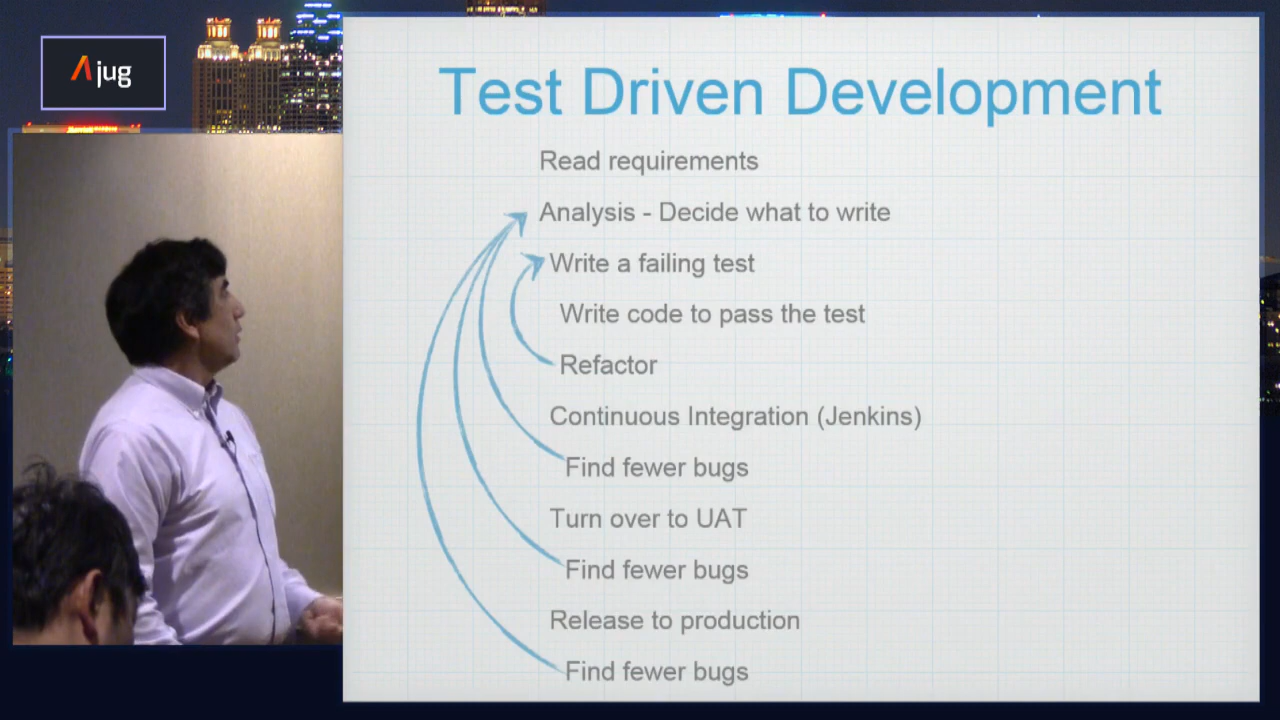 Ajug
Test Driven Development
Read requirements
Analysis - Decide what to write
Write a failing test
Write code to pass the test
Refactor
Continuous Integration (Jenkins)
Find fewer bugs
Turn over to UAT
Find fewer bugs
Release to production
Find fewer bugs